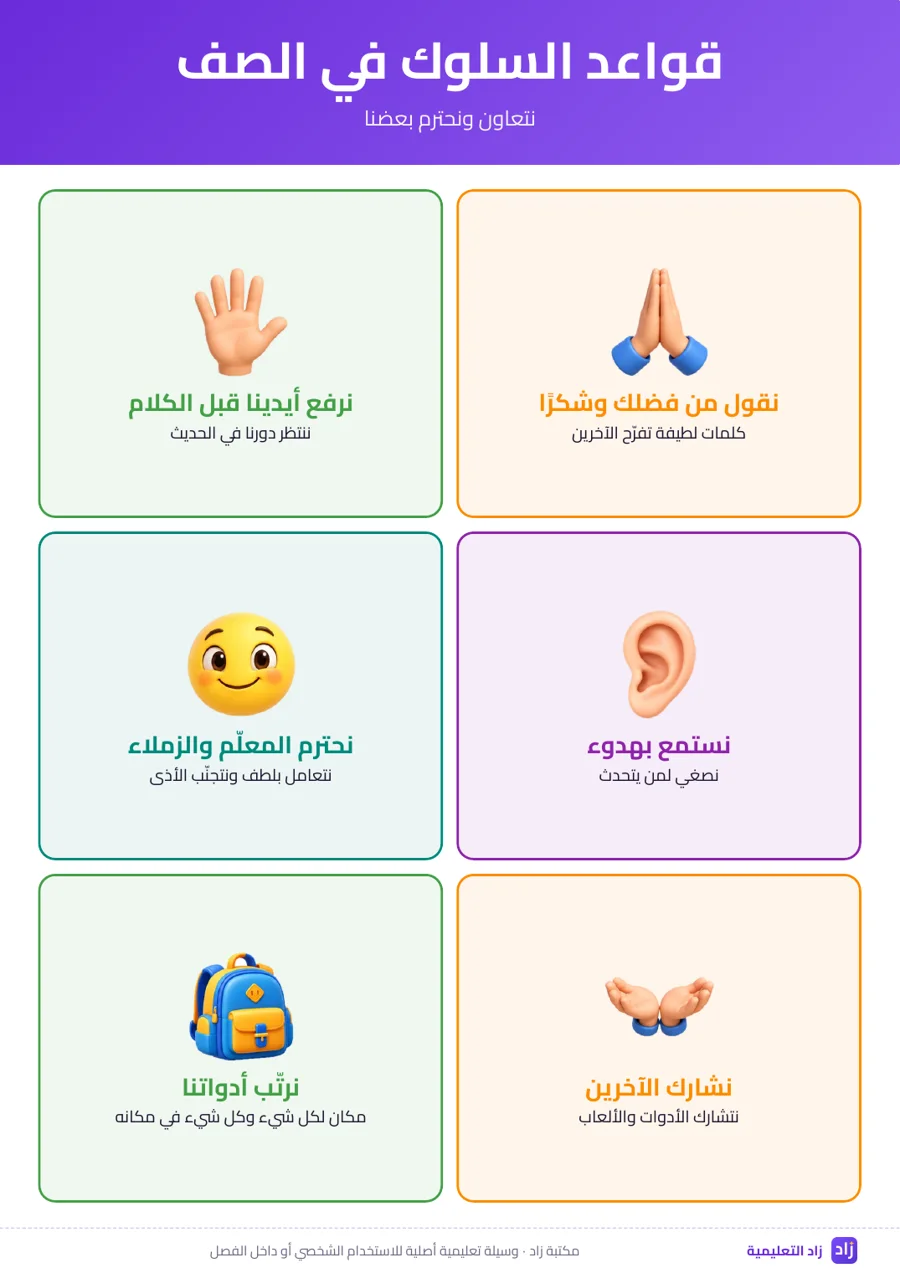 قواعد السلوك في الصف
نتعاون ونحترم بعضنا
نقول من فضلك وشكرًا
كلمات لطيفة تفرّح الآخرين
نرفع أيدينا قبل الكلام
ننتظر دورنا في الحديث
نستمع بهدوء
نصغي لمن يتحدث
نحترم المعلّم والزملاء
نتعامل بلطف ونتجنّب الأذى
نشارك الآخرين
نتشارك الأدوات والألعاب
نرتّب أدواتنا
مكان لكل شيء وكل شيء في مكانه
زاد
زاد التعليمية
مكتبة زاد · وسيلة تعليمية أصلية للاستخدام الشخصي أو داخل الفصل